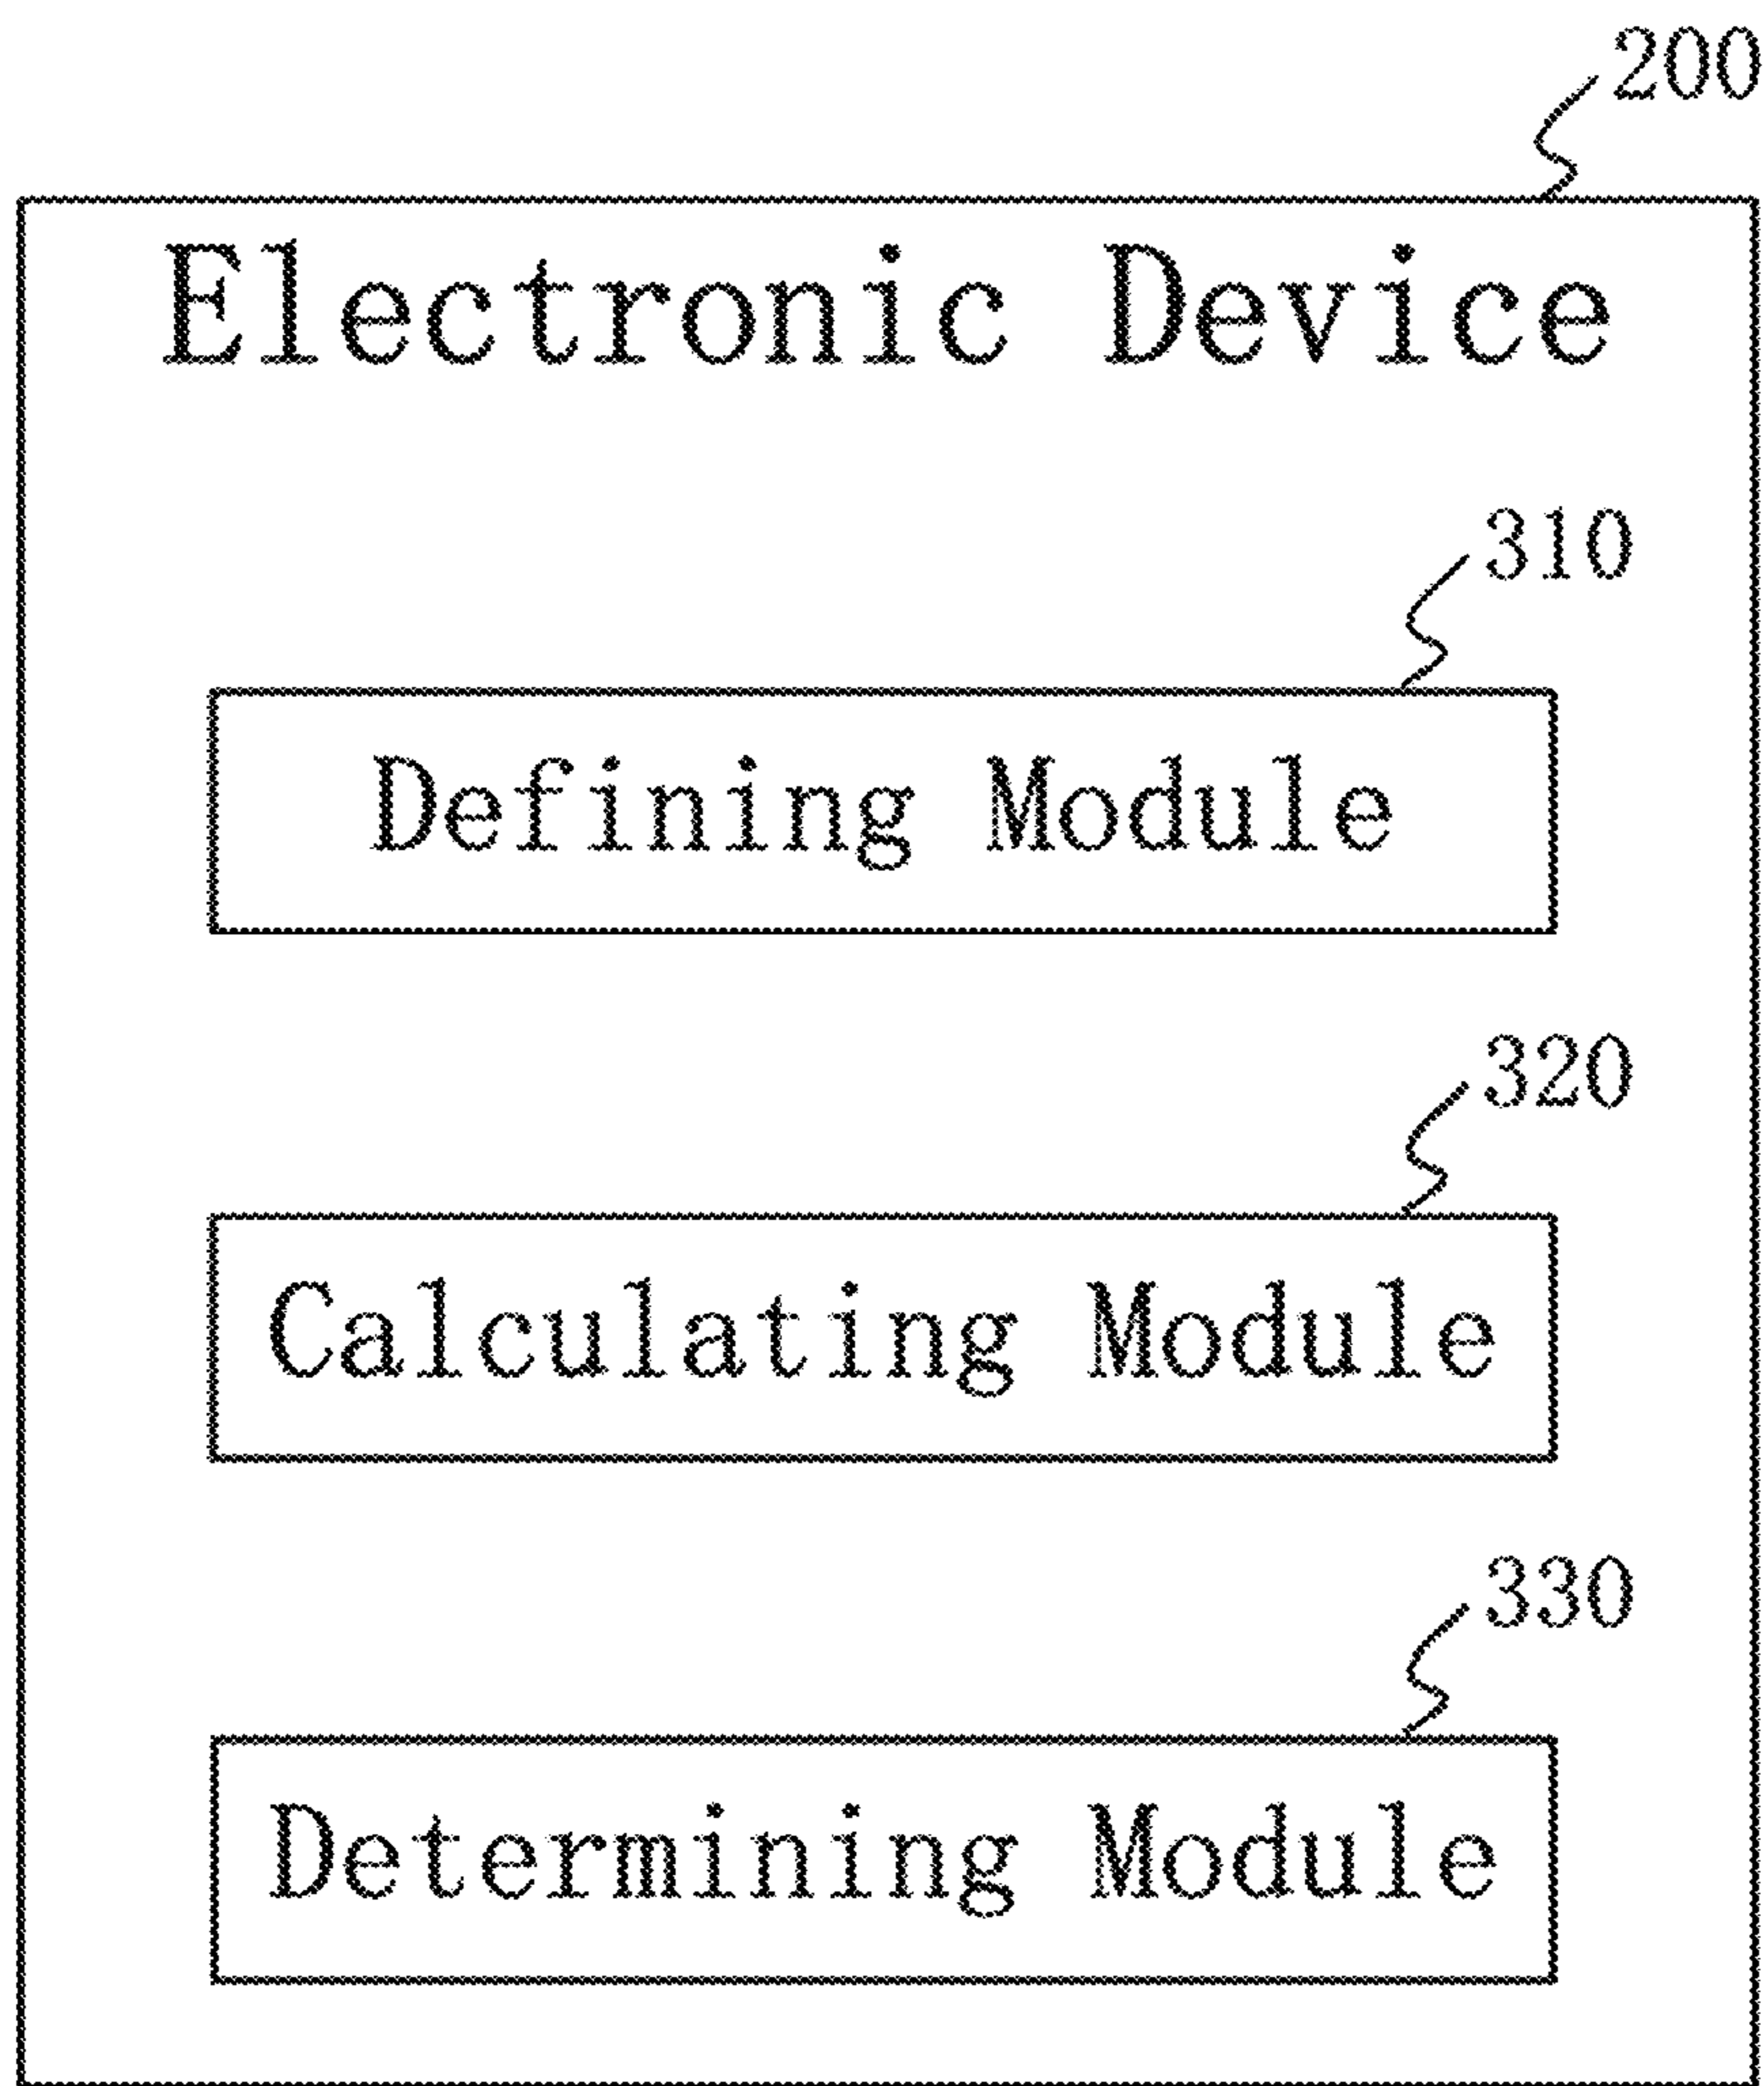 200
Electronic Device
310
Defining Module
320
Calculating Module
330
Determining Module